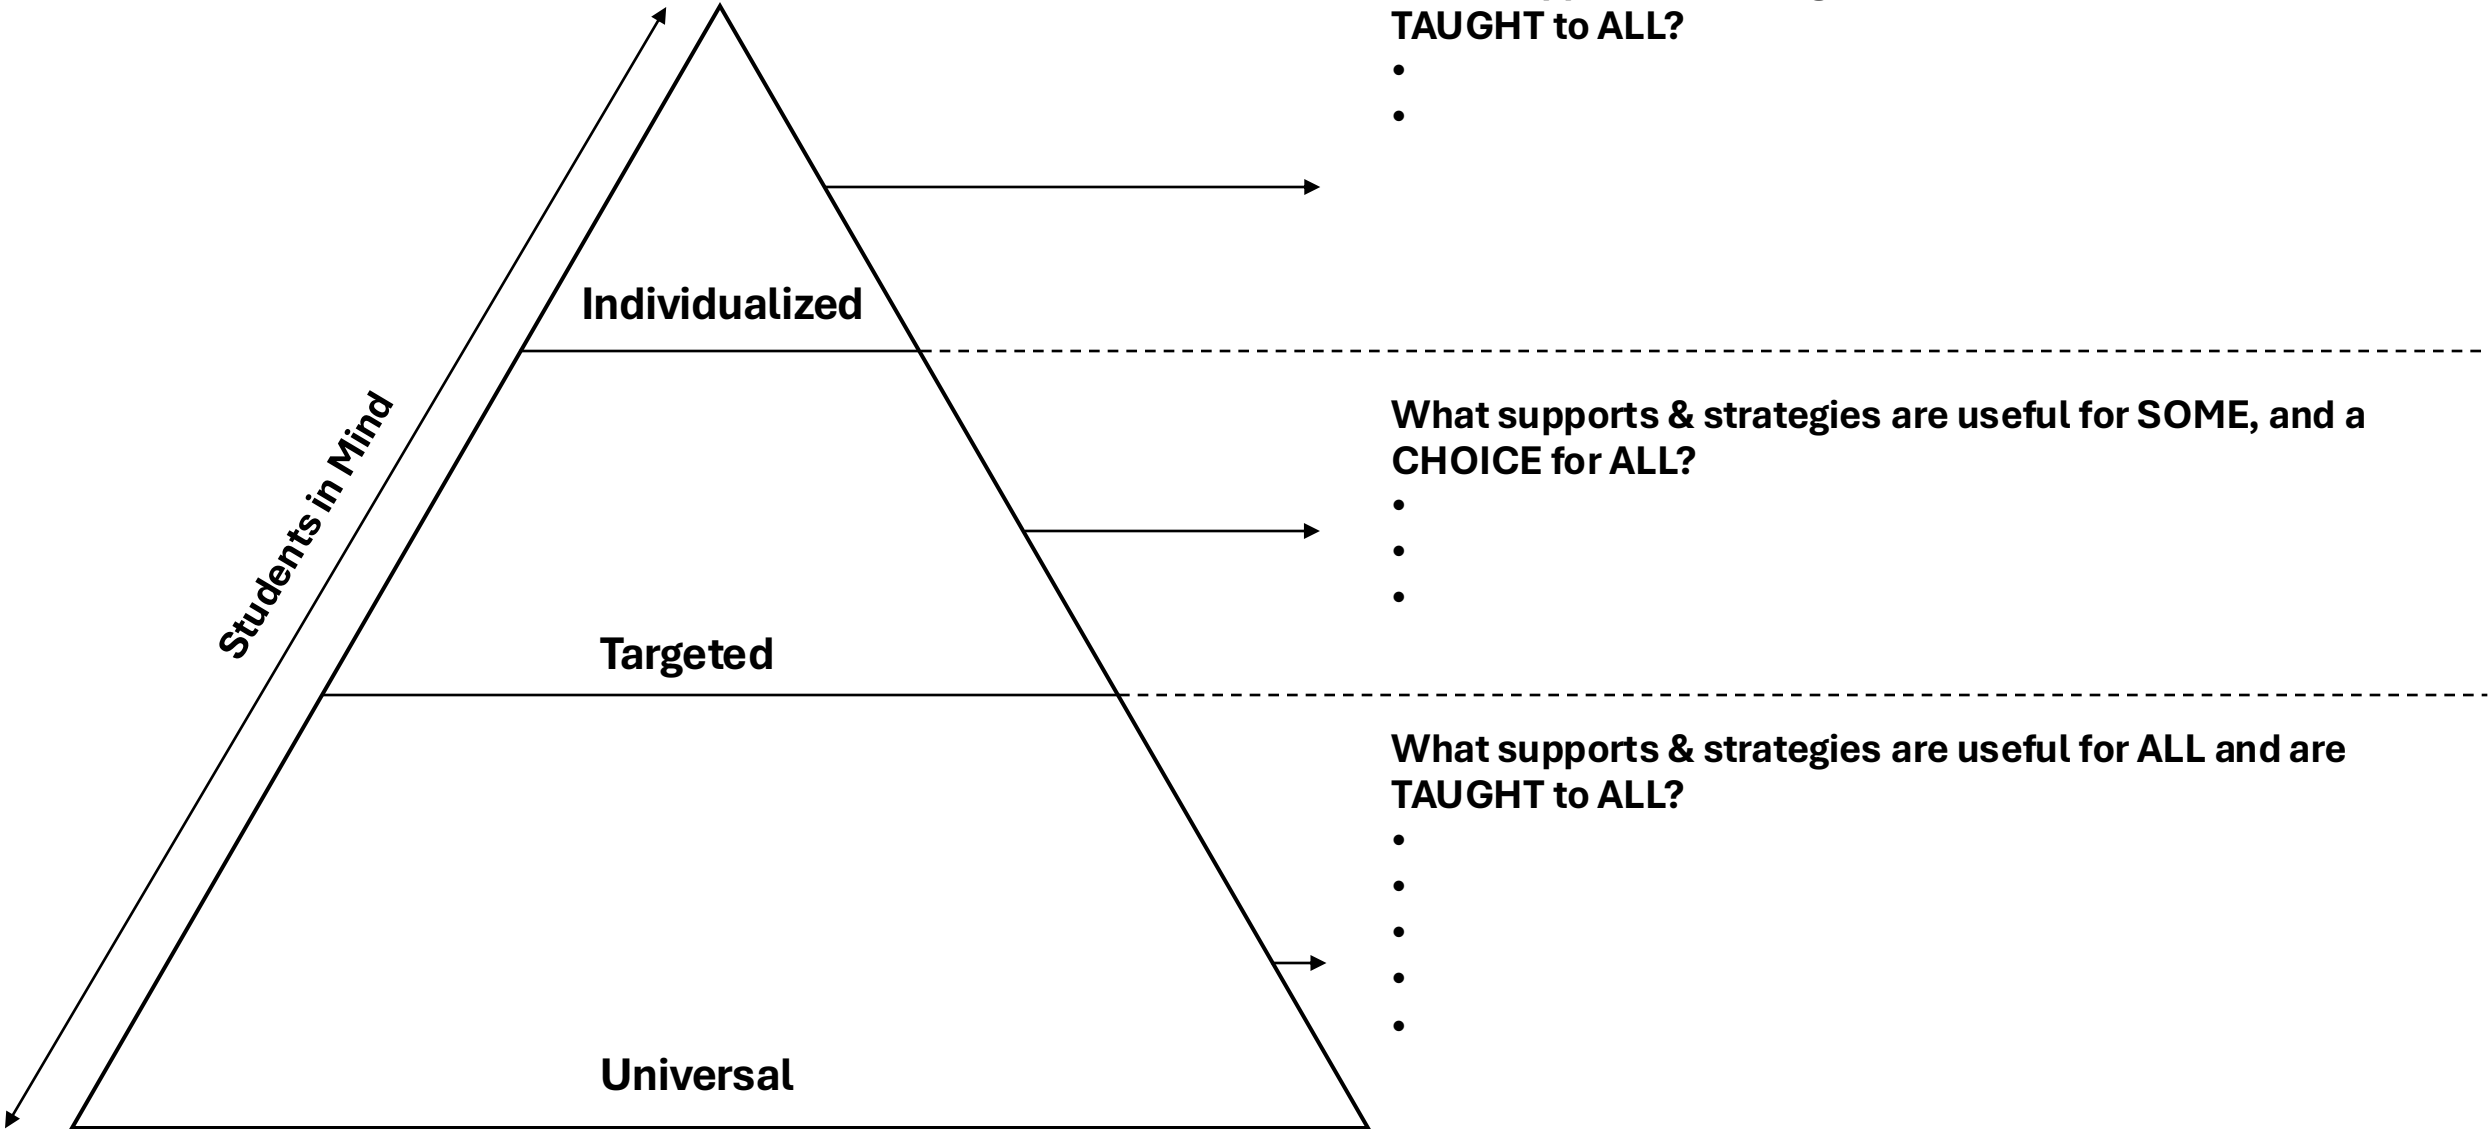 TAUGHT to ALL?
•
•
Individualized
What supports & strategies are useful for SOME, and a
CHOICE for ALL?
•
•
•
Students in Mind
Targeted
What supports & strategies are useful for ALL and are
TAUGHT to ALL?
•
•
•
•
•
Universal